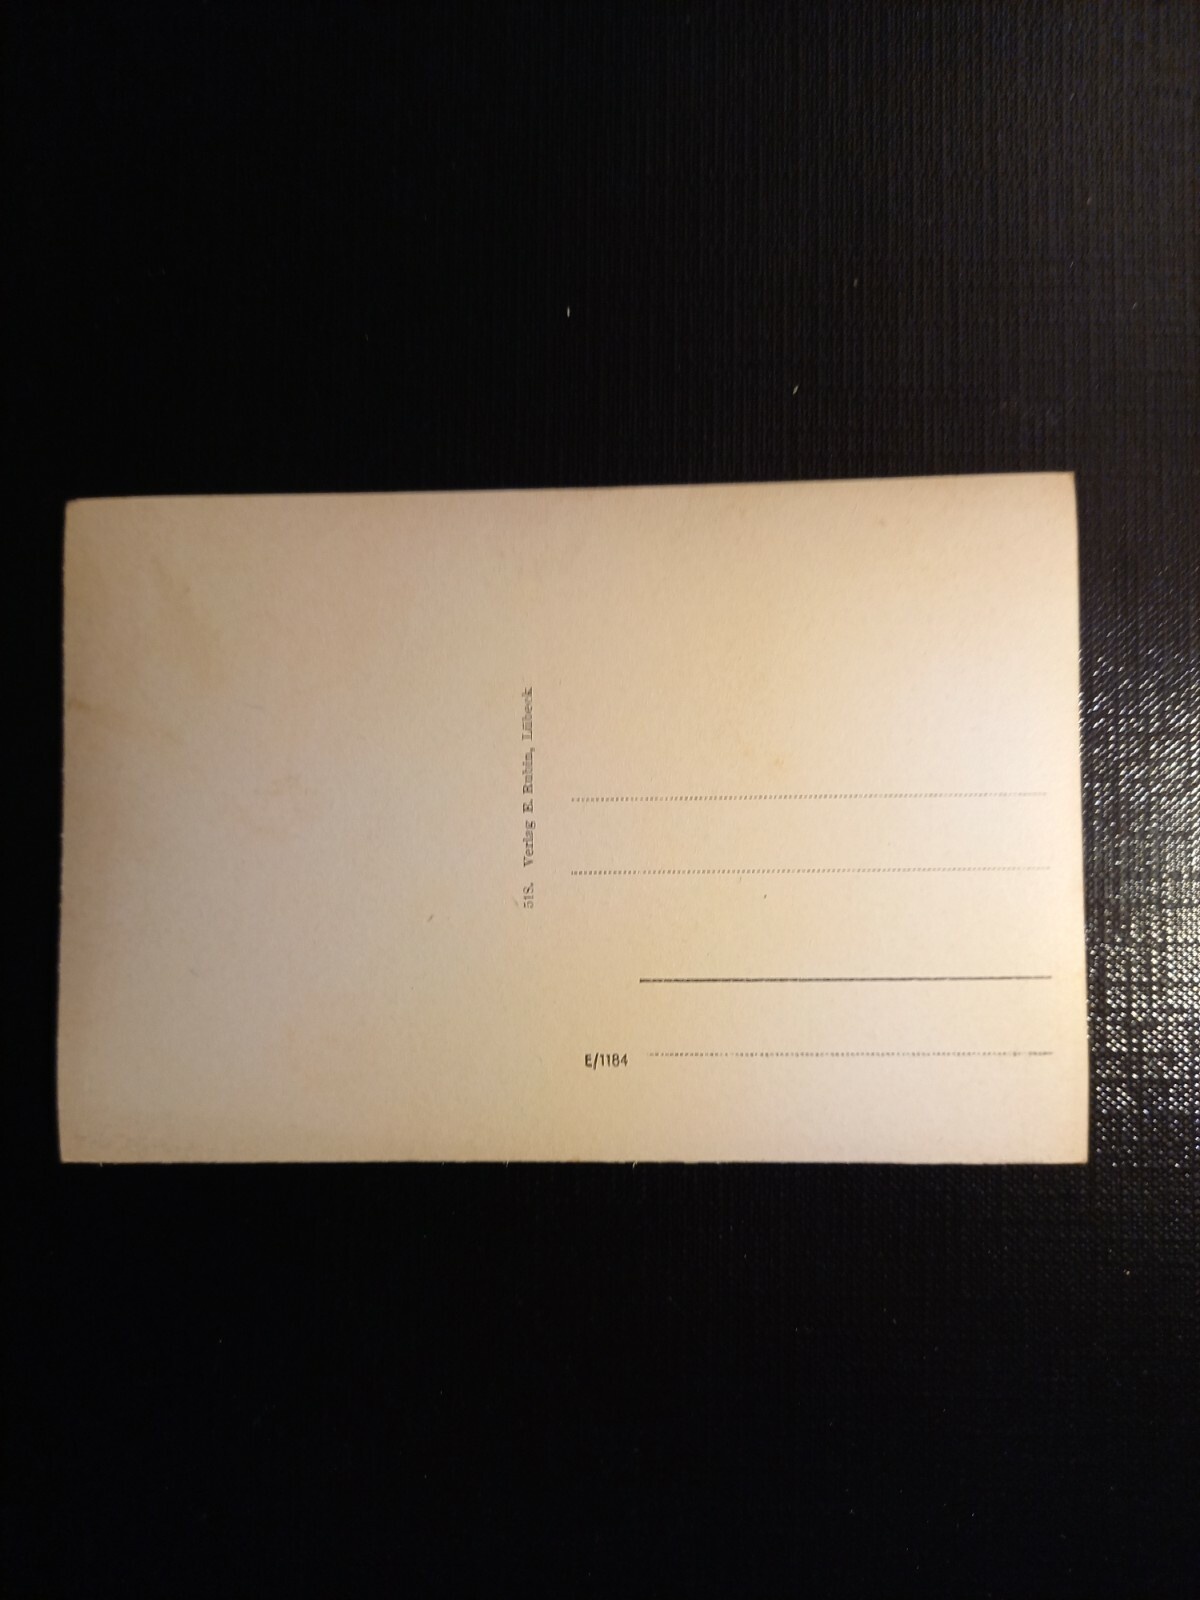 518. Verlag E. Rubin, Lübeck
E/1184